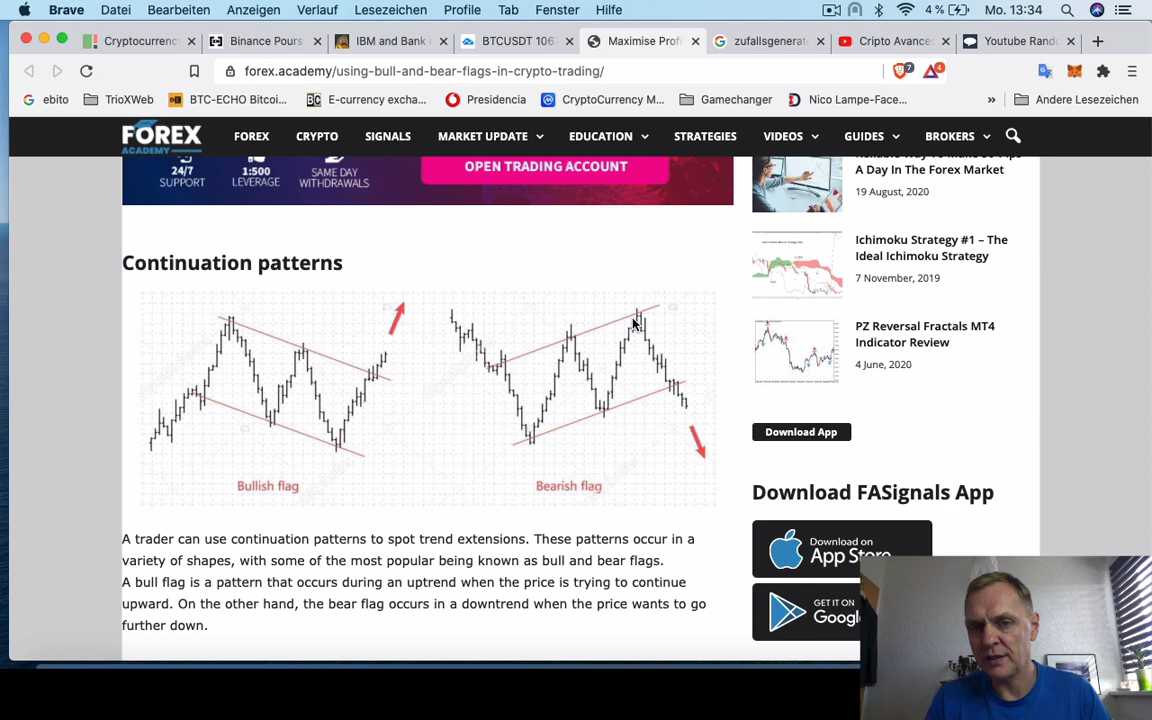 Brave Datei Bearbeiten Anzeigen Verlauf Lesezeichen Profile Tab Fenster Hilfe 4 % Mo. 13:34
Cryptocurrenc Binance Pours IBM and Bank BTCUSDT 1067 Maximise Profi zufallsgenerat Cripto Avances Youtube Rando
forex.academy/using-bull-and-bear-flags-in-crypto-trading/ 7 4
ebito TrioXWeb BTC-ECHO Bitcoi... E-currency excha... Presidencia CryptoCurrency M... Gamechanger Nico Lampe-Face... » Andere Lesezeichen
FOREX ACADEMY FOREX CRYPTO SIGNALS MARKET UPDATE EDUCATION STRATEGIES VIDEOS GUIDES BROKERS
24/7 SUPPORT
1:500 LEVERAGE
SAME DAY WITHDRAWALS
OPEN TRADING ACCOUNT
A Day In The Forex Market
19 August, 2020
Continuation patterns
Ichimoku Strategy #1 – The
Ideal Ichimoku Strategy
7 November, 2019
PZ Reversal Fractals MT4
Indicator Review
4 June, 2020
Bullish flag
Bearish flag
Download App
Download FASignals App
Download on
App Store
GET IT ON
Google
A trader can use continuation patterns to spot trend extensions. These patterns occur in a
variety of shapes, with some of the most popular being known as bull and bear flags.
A bull flag is a pattern that occurs during an uptrend when the price is trying to continue
upward. On the other hand, the bear flag occurs in a downtrend when the price wants to go
further down.